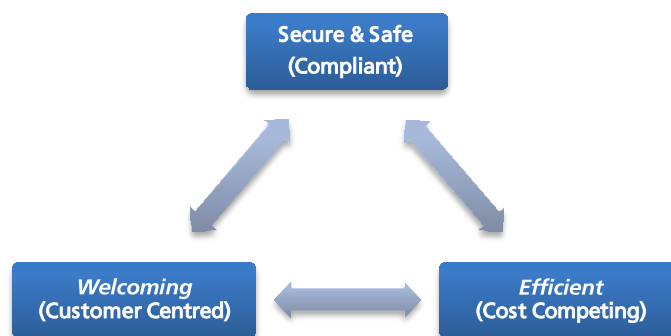 Secure & Safe
(Compliant)
Welcoming
(Customer Centred)
Efficient
(Cost Competing)